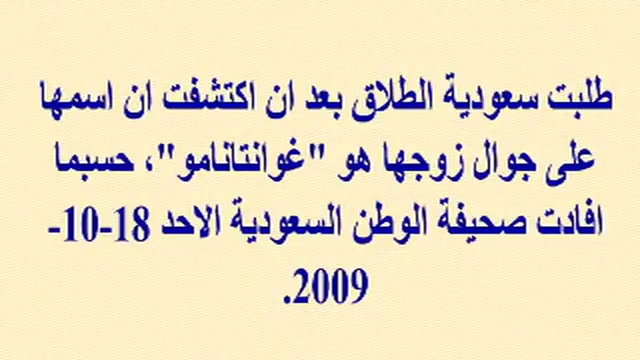 طلبت سعودية الطلاق بعد ان اكتشفت ان اسمها
على جوال زوجها هو "غوانتانامو"، حسبما
افادت صحيفة الوطن السعودية الاحد 18-10-
2009.